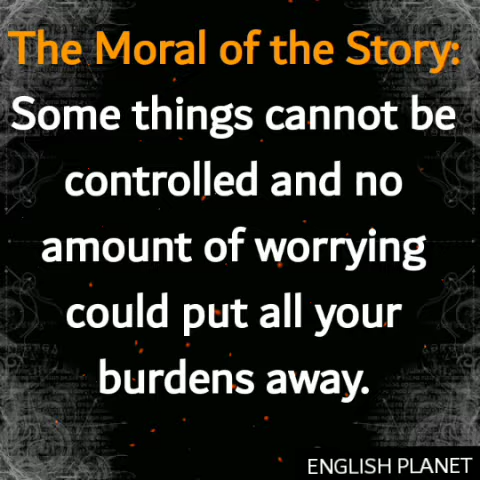 The Moral of the Story:
Some things cannot be
controlled and no
amount of worrying
could put all your
burdens away.
ENGLISH PLANET